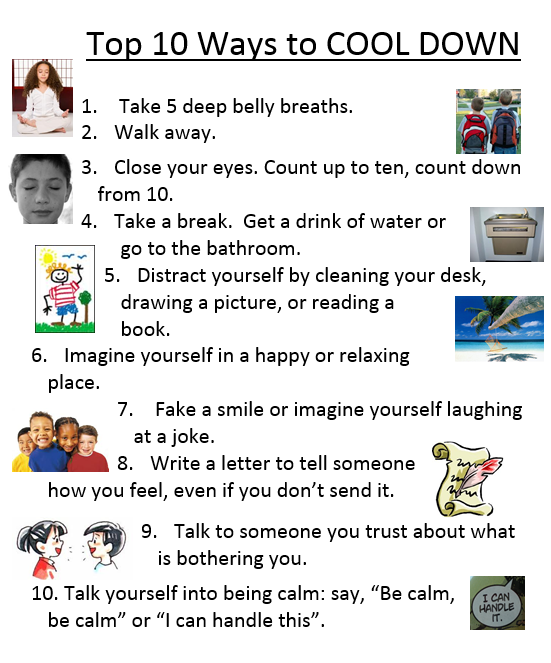 Top 10 Ways to COOL DOWN
1. Take 5 deep belly breaths.
2. Walk away.
3. Close your eyes. Count up to ten, count down
from 10.
4. Take a break. Get a drink of water or
go to the bathroom.
5. Distract yourself by cleaning your desk,
drawing a picture, or reading a
book.
6. Imagine yourself in a happy or relaxing
place.
7. Fake a smile or imagine yourself laughing
at a joke.
8. Write a letter to tell someone
how you feel, even if you don’t send it.
9. Talk to someone you trust about what
is bothering you.
10. Talk yourself into being calm: say, “Be calm,
be calm” or “I can handle this”.
I CAN
HANDLE
IT.